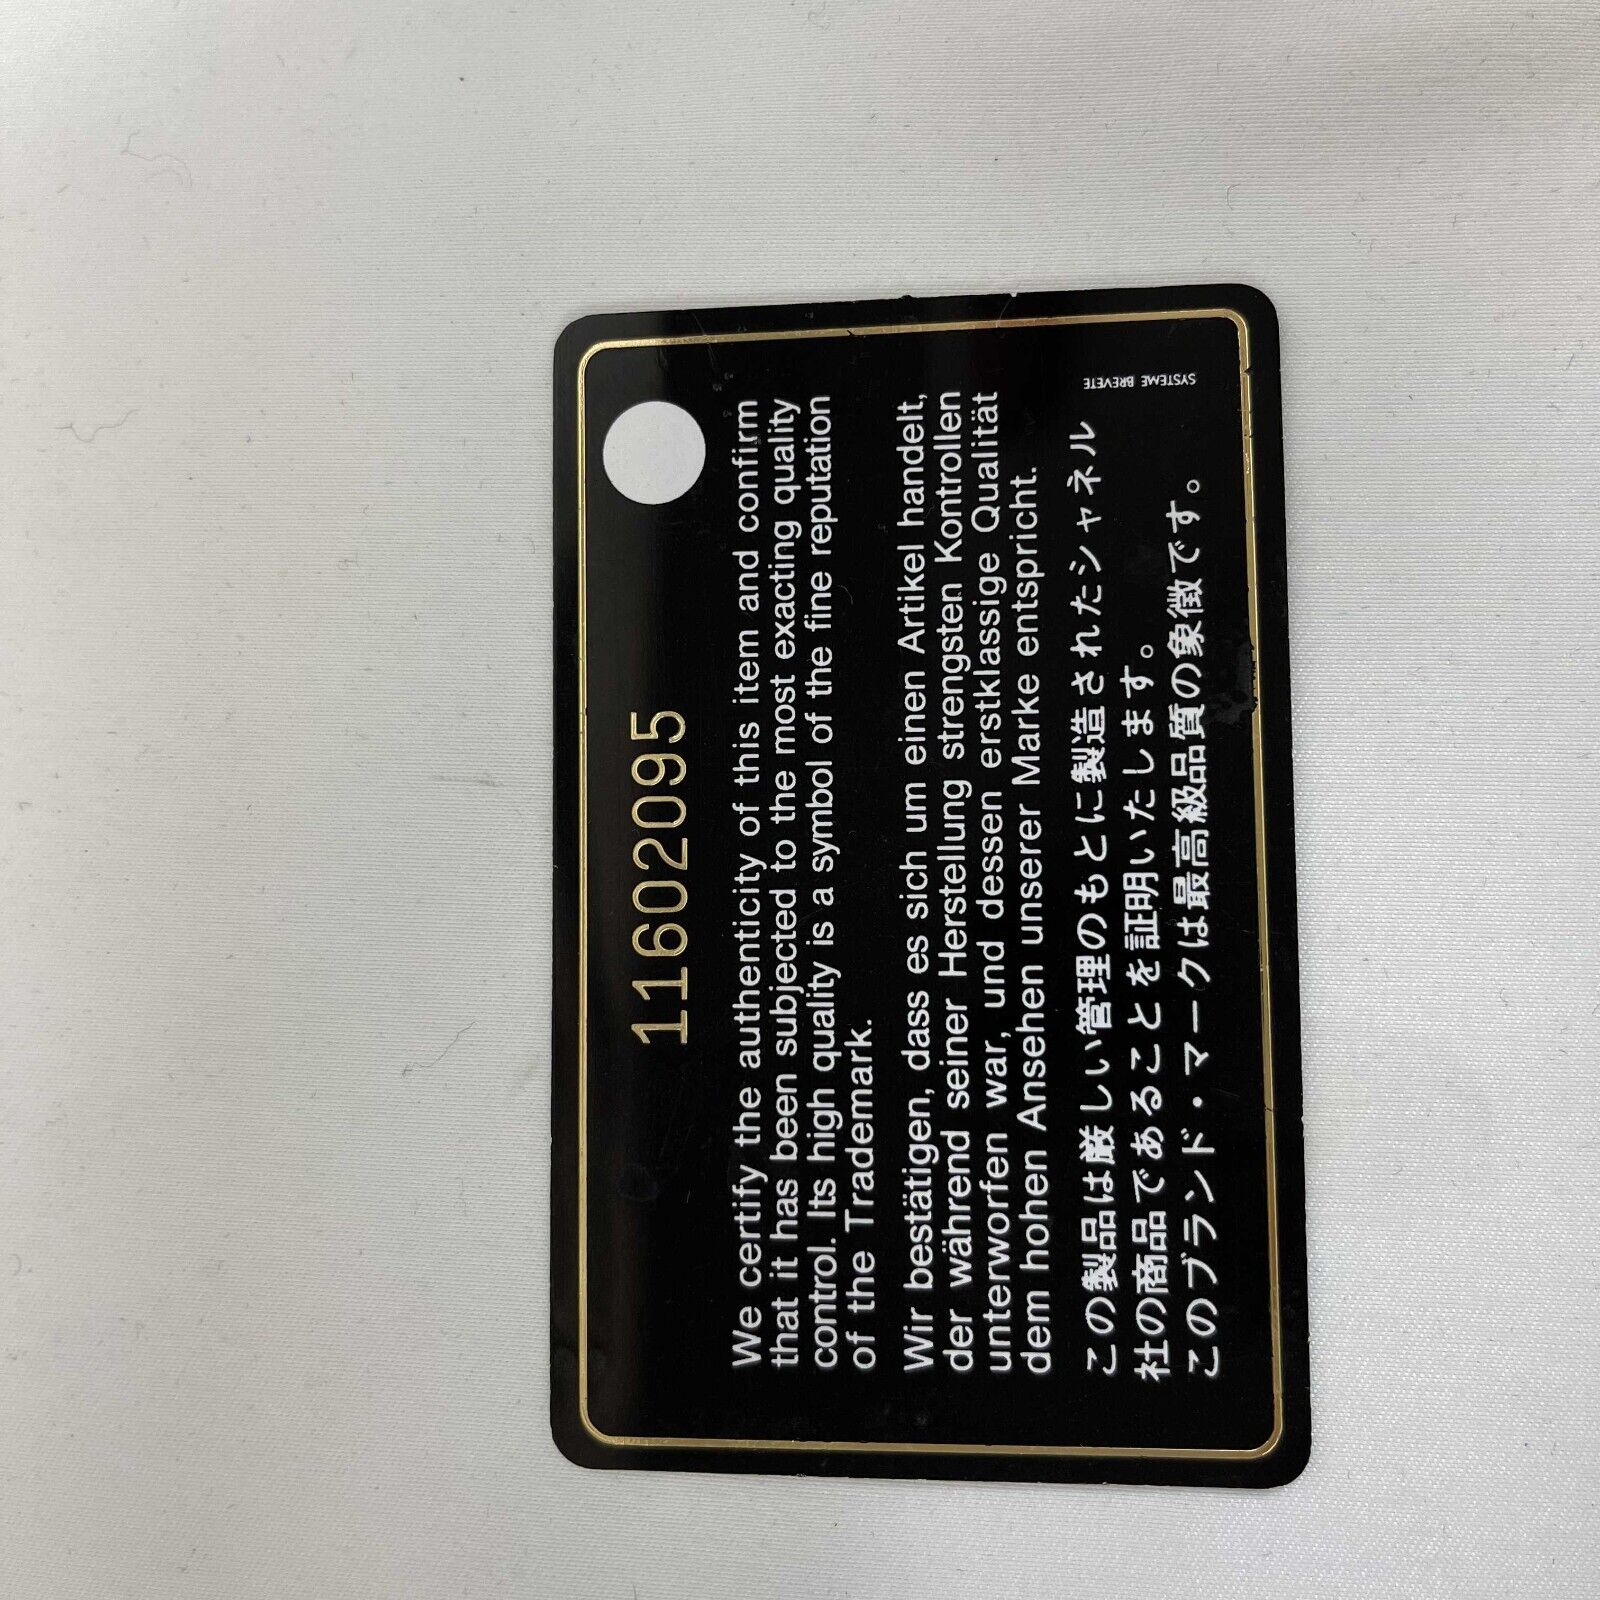 11602095
We certify the authenticity of this item and confirm
that it has been subjected to the most exacting quality
control. Its high quality is a symbol of the fine reputation
of the Trademark.
Wir bestätigen, dass es sich um einen Artikel handelt,
der während seiner Herstellung strengsten Kontrollen
unterworfen war, und dessen erstklassige Qualität
dem hohen Ansehen unserer Marke entspricht.
この製品は厳しい管理のもとに製造されたシャネル
社の商品であることを証明いたします。
このブランド・マークは最高級品質の象徴です。
SYSTEME BREVETE